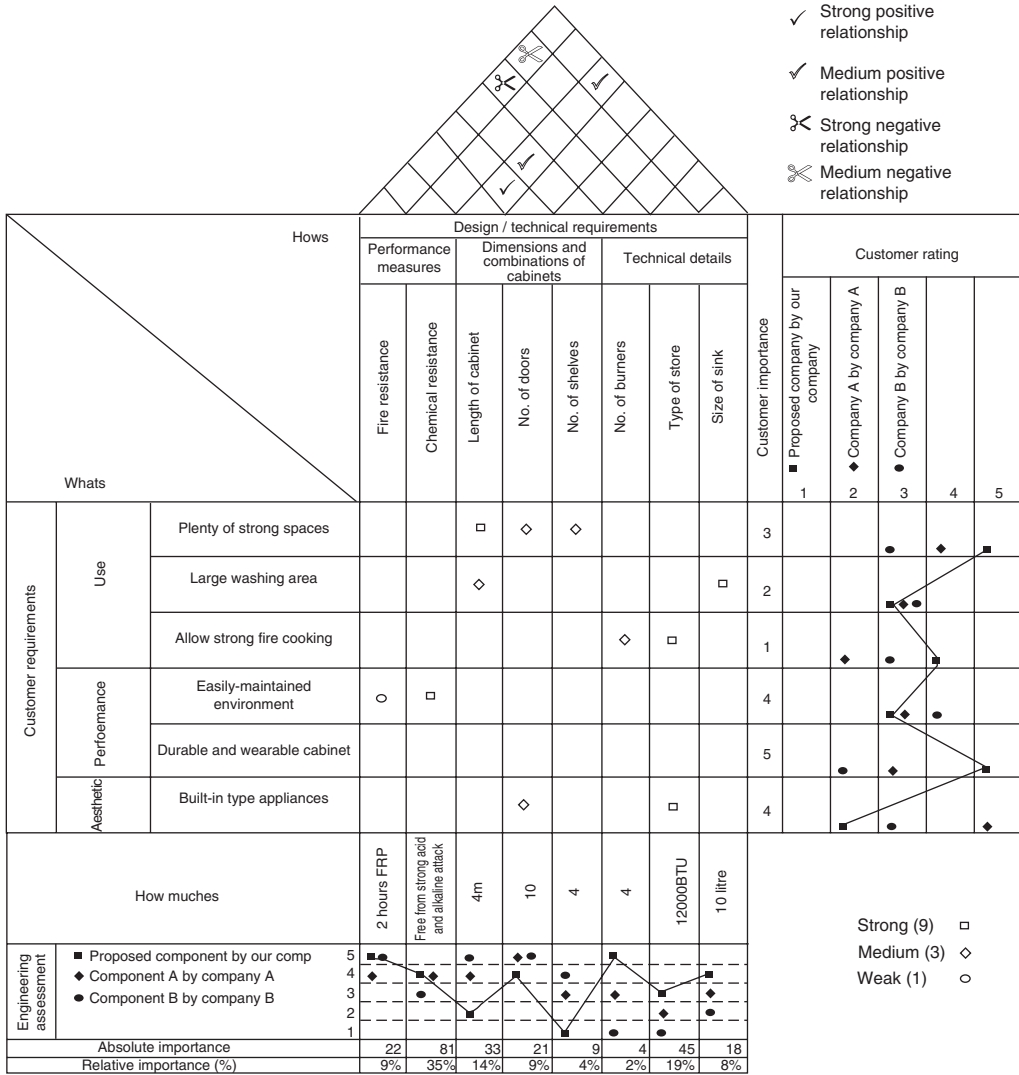 Strong positive
relationship
Medium positive
relationship
Strong negative
relationship
Medium negative
relationship
Hows
Whats
Design / technical requirements
Performance
measures
Dimensions and
combinations of
cabinets
Technical details
Fire resistance
Chemical resistance
Length of cabinet
No. of doors
No. of shelves
No. of burners
Type of store
Size of sink
Customer importance
Customer rating
Proposed company by our
company
Company A by company A
Company B by company B
1 2 3 4 5
Customer requirements
Use
Plenty of strong spaces 3
Large washing area 2
Allow strong fire cooking 1
Perfoemance
Easily-maintained
environment 4
Durable and wearable cabinet 5
Aesthetic
Built-in type appliances 4
How muches
2 hours FRP
Free from strong acid
and alkaline attack
4m
10
4
4
12000BTU
10 litre
Strong (9)
Medium (3)
Weak (1)
Engineering
assessment
Proposed component by our comp
Component A by company A
Component B by company B
5
4
3
2
1
Absolute importance 22 81 33 21 9 4 45 18
Relative importance (%) 9% 35% 14% 9% 4% 2% 19% 8%